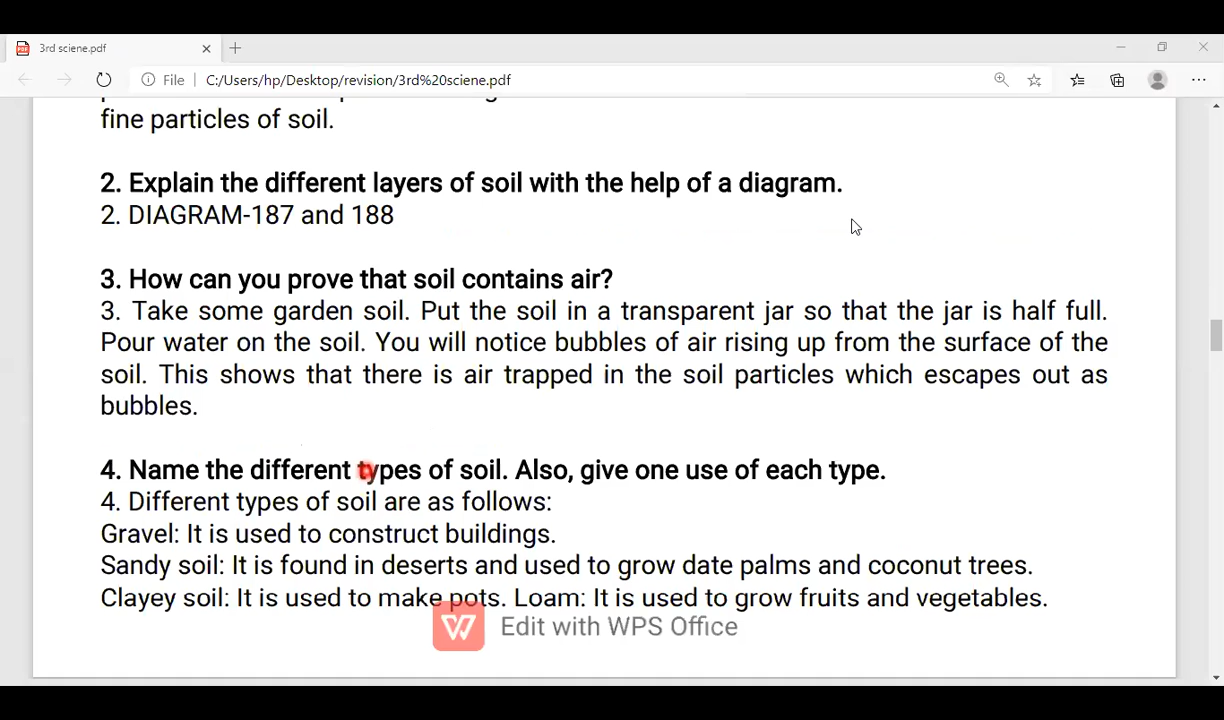 3rd sciene.pdf
File
C:/Users/hp/Desktop/revision/3rd%20sciene.pdf
fine particles of soil.
2. Explain the different layers of soil with the help of a diagram.
2. DIAGRAM-187 and 188
3. How can you prove that soil contains air?
3. Take some garden soil. Put the soil in a transparent jar so that the jar is half full.
Pour water on the soil. You will notice bubbles of air rising up from the surface of the
soil. This shows that there is air trapped in the soil particles which escapes out as
bubbles.
4. Name the different types of soil. Also, give one use of each type.
4. Different types of soil are as follows:
Gravel: It is used to construct buildings.
Sandy soil: It is found in deserts and used to grow date palms and coconut trees.
Clayey soil: It is used to make pots. Loam: It is used to grow fruits and vegetables.
Edit with WPS Office